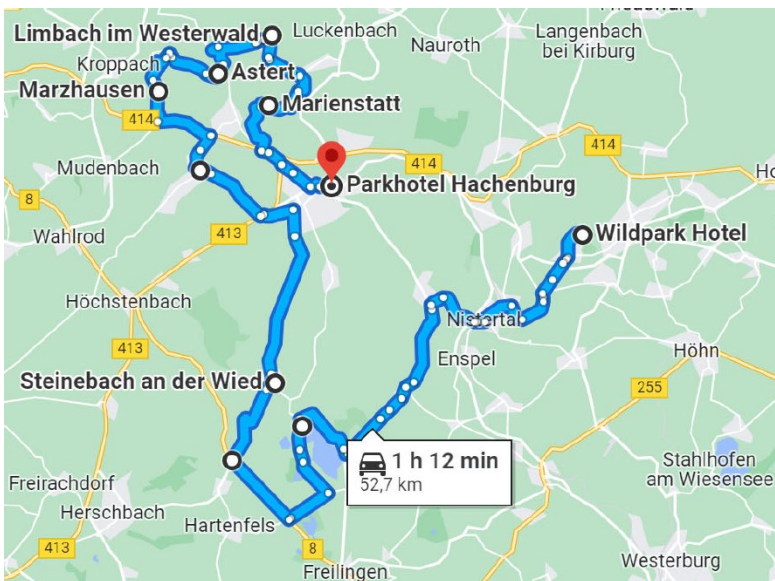 Limbach im Westerwald
Luckenbach
Nauroth
Langenbach
bei Kirburg
Kroppach
Astert
Marzhausen
Marienstatt
414
414
414
Mudenbach
Parkhotel Hachenburg
8
Wahlrod
413
Wildpark Hotel
Höchstenbach
Nistertal
413
Enspel
Höhn
Steinebach an der Wied
255
1 h 12 min
52,7 km
Stahlhofen
am Wiesensee
Freirachdorf
Herschbach
Hartenfels
413
8
Freilingen
Westerburg